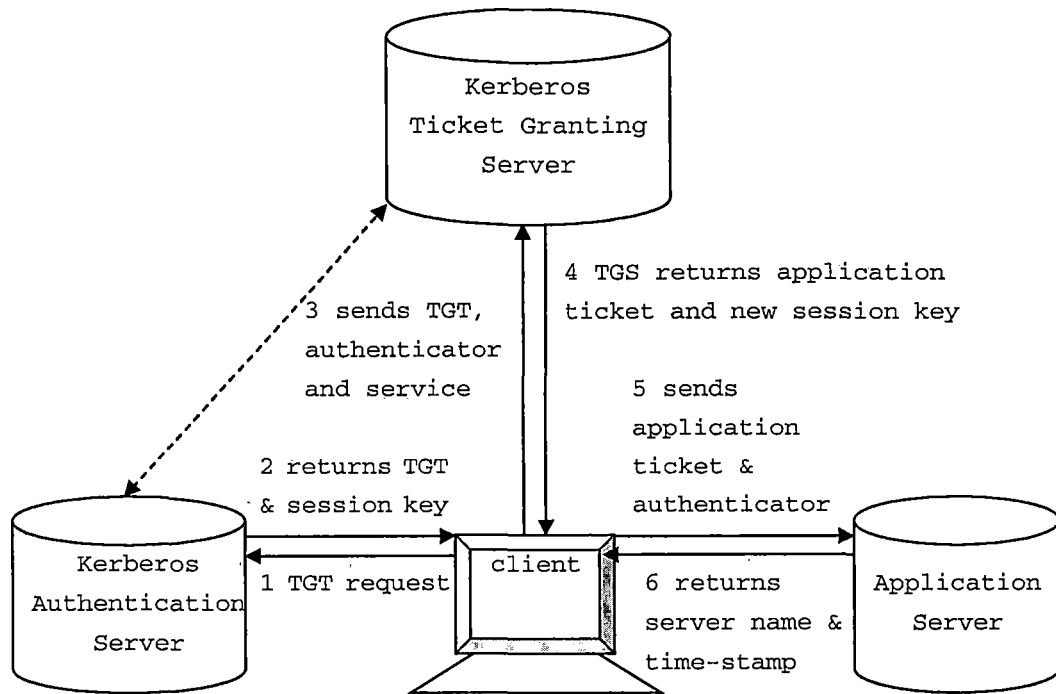 Kerberos
Ticket Granting
Server
4 TGS returns application
ticket and new session key
3 sends TGT,
authenticator
and service
5 sends
application
ticket &
authenticator
2 returns TGT
& session key
Kerberos
Authentication
Server
1 TGT request
client
6 returns
server name &
time-stamp
Application
Server